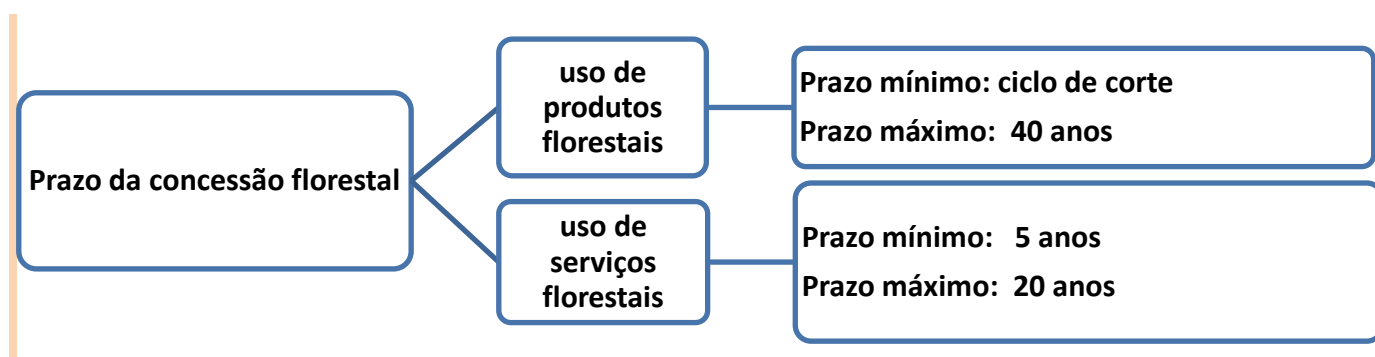 Prazo da concessão florestal
uso de
produtos
florestais
Prazo mínimo: ciclo de corte
Prazo máximo: 40 anos
uso de
serviços
florestais
Prazo mínimo: 5 anos
Prazo máximo: 20 anos